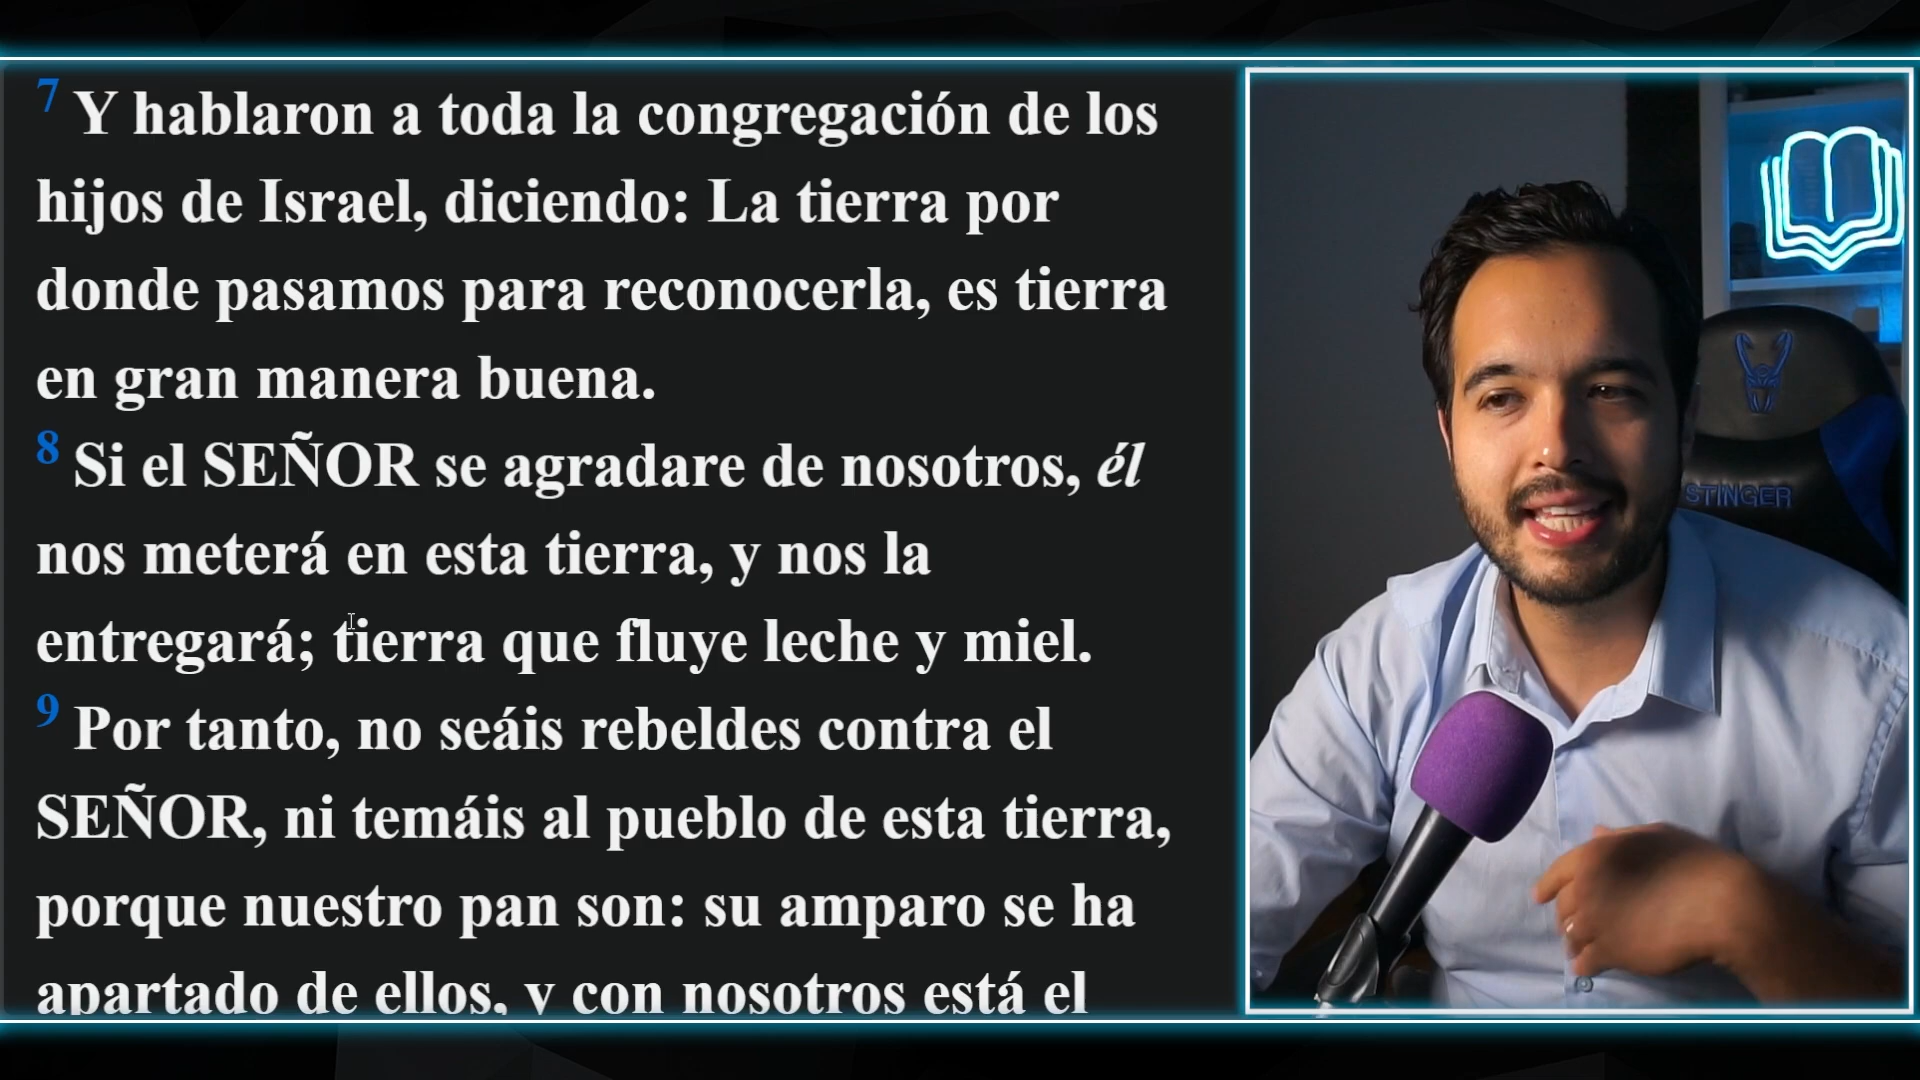 7 Y hablaron a toda la congregación de los
hijos de Israel, diciendo: La tierra por
donde pasamos para reconocerla, es tierra
en gran manera buena.
8 Si el SEÑOR se agradare de nosotros, él
nos meterá en esta tierra, y nos la
entregará; tierra que fluye leche y miel.
9 Por tanto, no seáis rebeldes contra el
SEÑOR, ni temáis al pueblo de esta tierra,
porque nuestro pan son: su amparo se ha
apartado de ellos, y con nosotros está el
STINGER